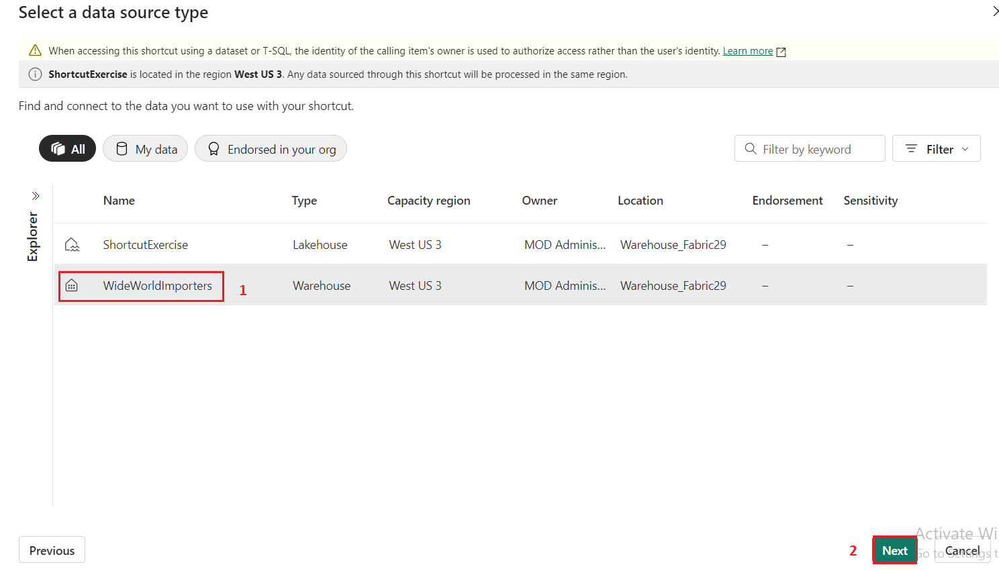 Select a data source type
When accessing this shortcut using a dataset or T-SQL, the identity of the calling item's owner is used to authorize access rather than the user's identity. Learn more
ShortcutExercise is located in the region West US 3. Any data sourced through this shortcut will be processed in the same region.
Find and connect to the data you want to use with your shortcut.
All My data Endorsed in your org Filter by keyword Filter
Explorer
Name Type Capacity region Owner Location Endorsement Sensitivity
ShortcutExercise Lakehouse West US 3 MOD Adminis... Warehouse_Fabric29 – –
WideWorldImporters 1 Warehouse West US 3 MOD Adminis... Warehouse_Fabric29 – –
Activate Wi
Previous 2 Next Cancel
Go to Settings t